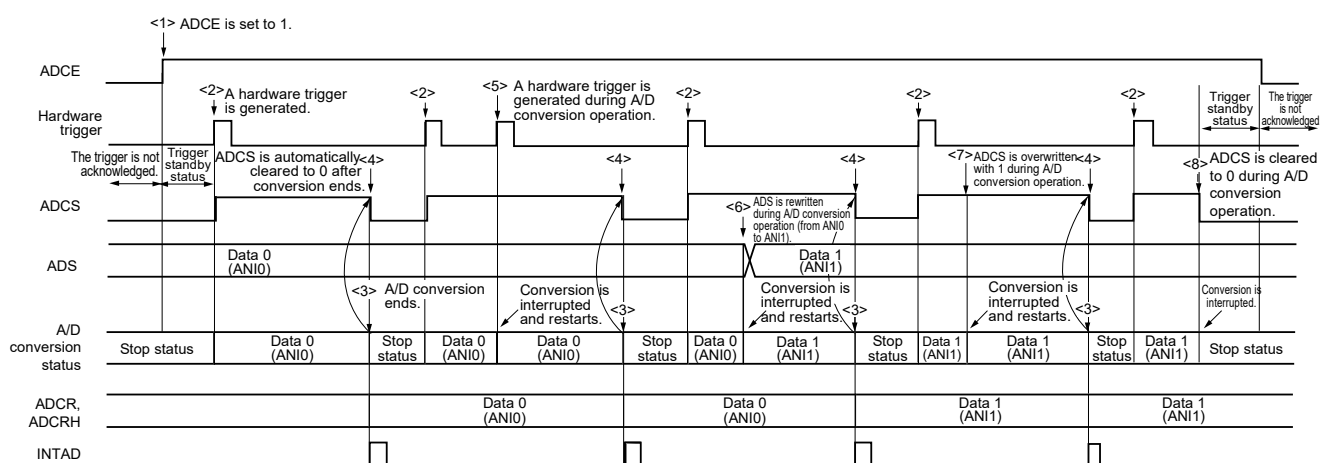 <1> ADCE is set to 1.
ADCE
<2> A hardware trigger
is generated.
<2>
<5> A hardware trigger is
generated during A/D
conversion operation.
<2>
<2>
<2>
Trigger
standby
status
The trigger
is not
acknowledged
Hardware
trigger
The trigger is not
acknowledged.
Trigger
standby
status
ADCS is automatically
cleared to 0 after
conversion ends.
<4>
<4>
<4>
<7> ADCS is overwritten
with 1 during A/D
conversion operation.
<4>
<8> ADCS is cleared
to 0 during A/D
conversion
operation.
ADCS
<6> ADS is rewritten
during A/D conversion
operation (from ANI0
to ANI1).
ADS
Data 0
(ANI0)
Data 1
(ANI1)
<3> A/D conversion
ends.
Conversion is
interrupted
and restarts.
<3>
Conversion is
interrupted
and restarts.
<3>
Conversion is
interrupted
and restarts.
<3>
Conversion is
interrupted.
A/D
conversion
status
Stop status
Data 0
(ANI0)
Stop
status
Data 0
(ANI0)
Data 0
(ANI0)
Stop
status
Data 0
(ANI0)
Data 1
(ANI1)
Stop
status
Data 1
(ANI1)
Data 1
(ANI1)
Stop
status
Data 1
(ANI1)
Stop status
ADCR,
ADCRH
Data 0
(ANI0)
Data 0
(ANI0)
Data 1
(ANI1)
Data 1
(ANI1)
INTAD